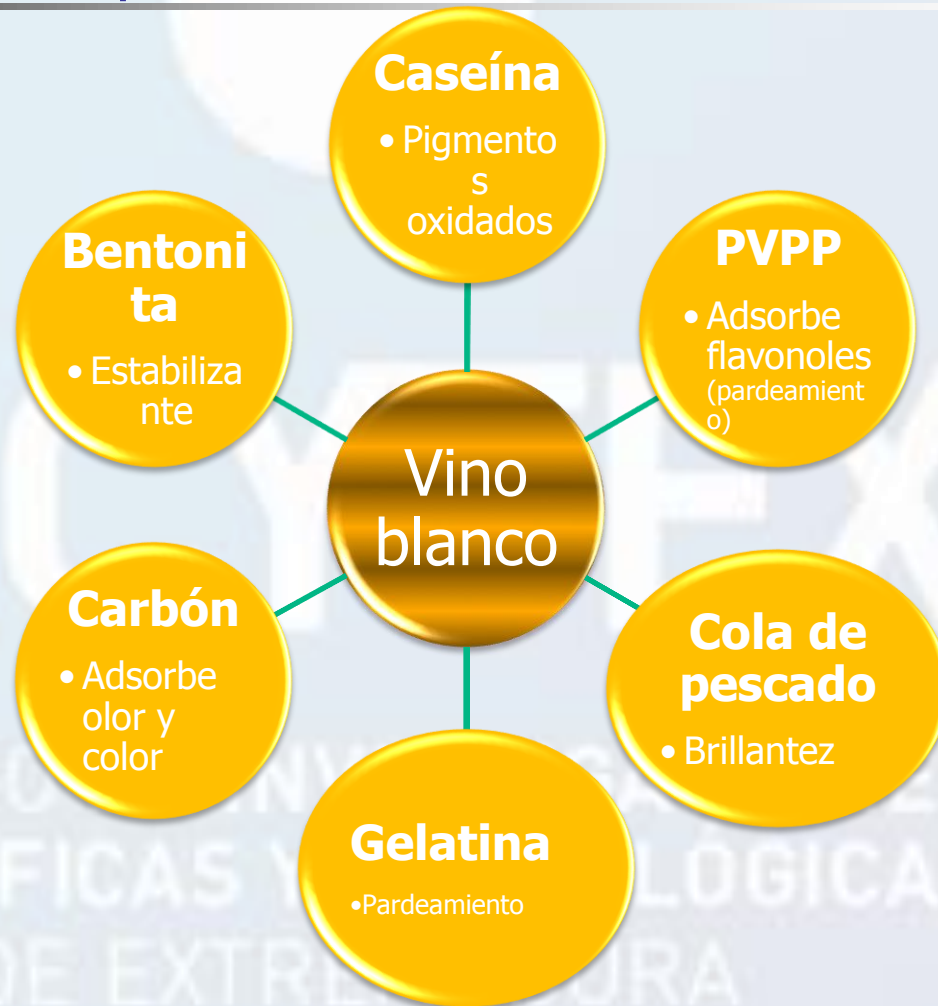 Caseína
• Pigmento
s
oxidados
PVPP
• Adsorbe
flavonoles
(pardeamient
o)
Cola de
pescado
• Brillantez
Gelatina
•Pardeamiento
Carbón
• Adsorbe
olor y
color
Bentoni
ta
• Estabiliza
nte
Vino
blanco
DE